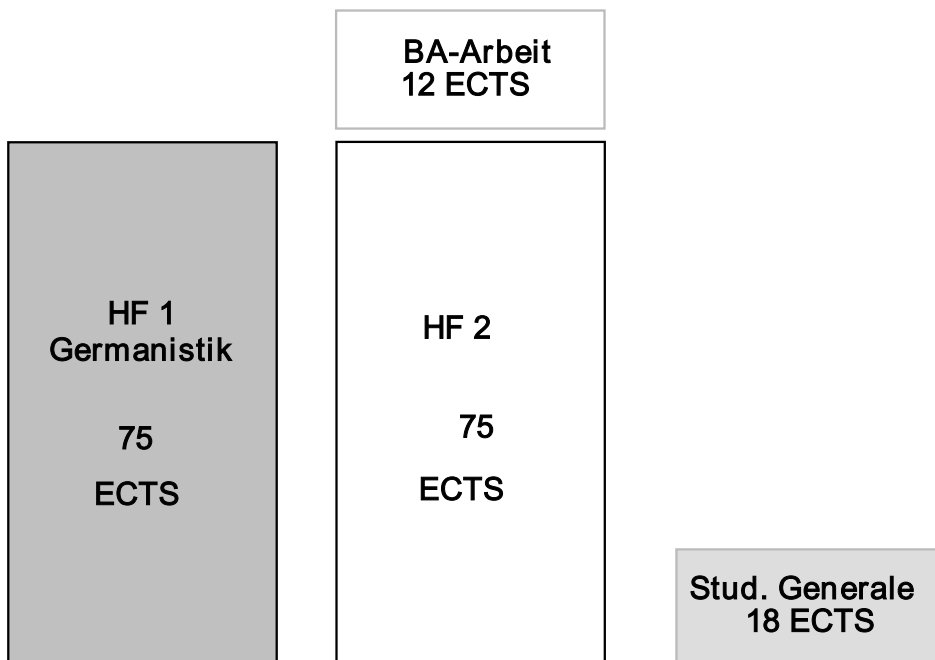 BA-Arbeit
12 ECTS
HF 1
Germanistik
75
ECTS
HF 2
75
ECTS
Stud. Generale
18 ECTS